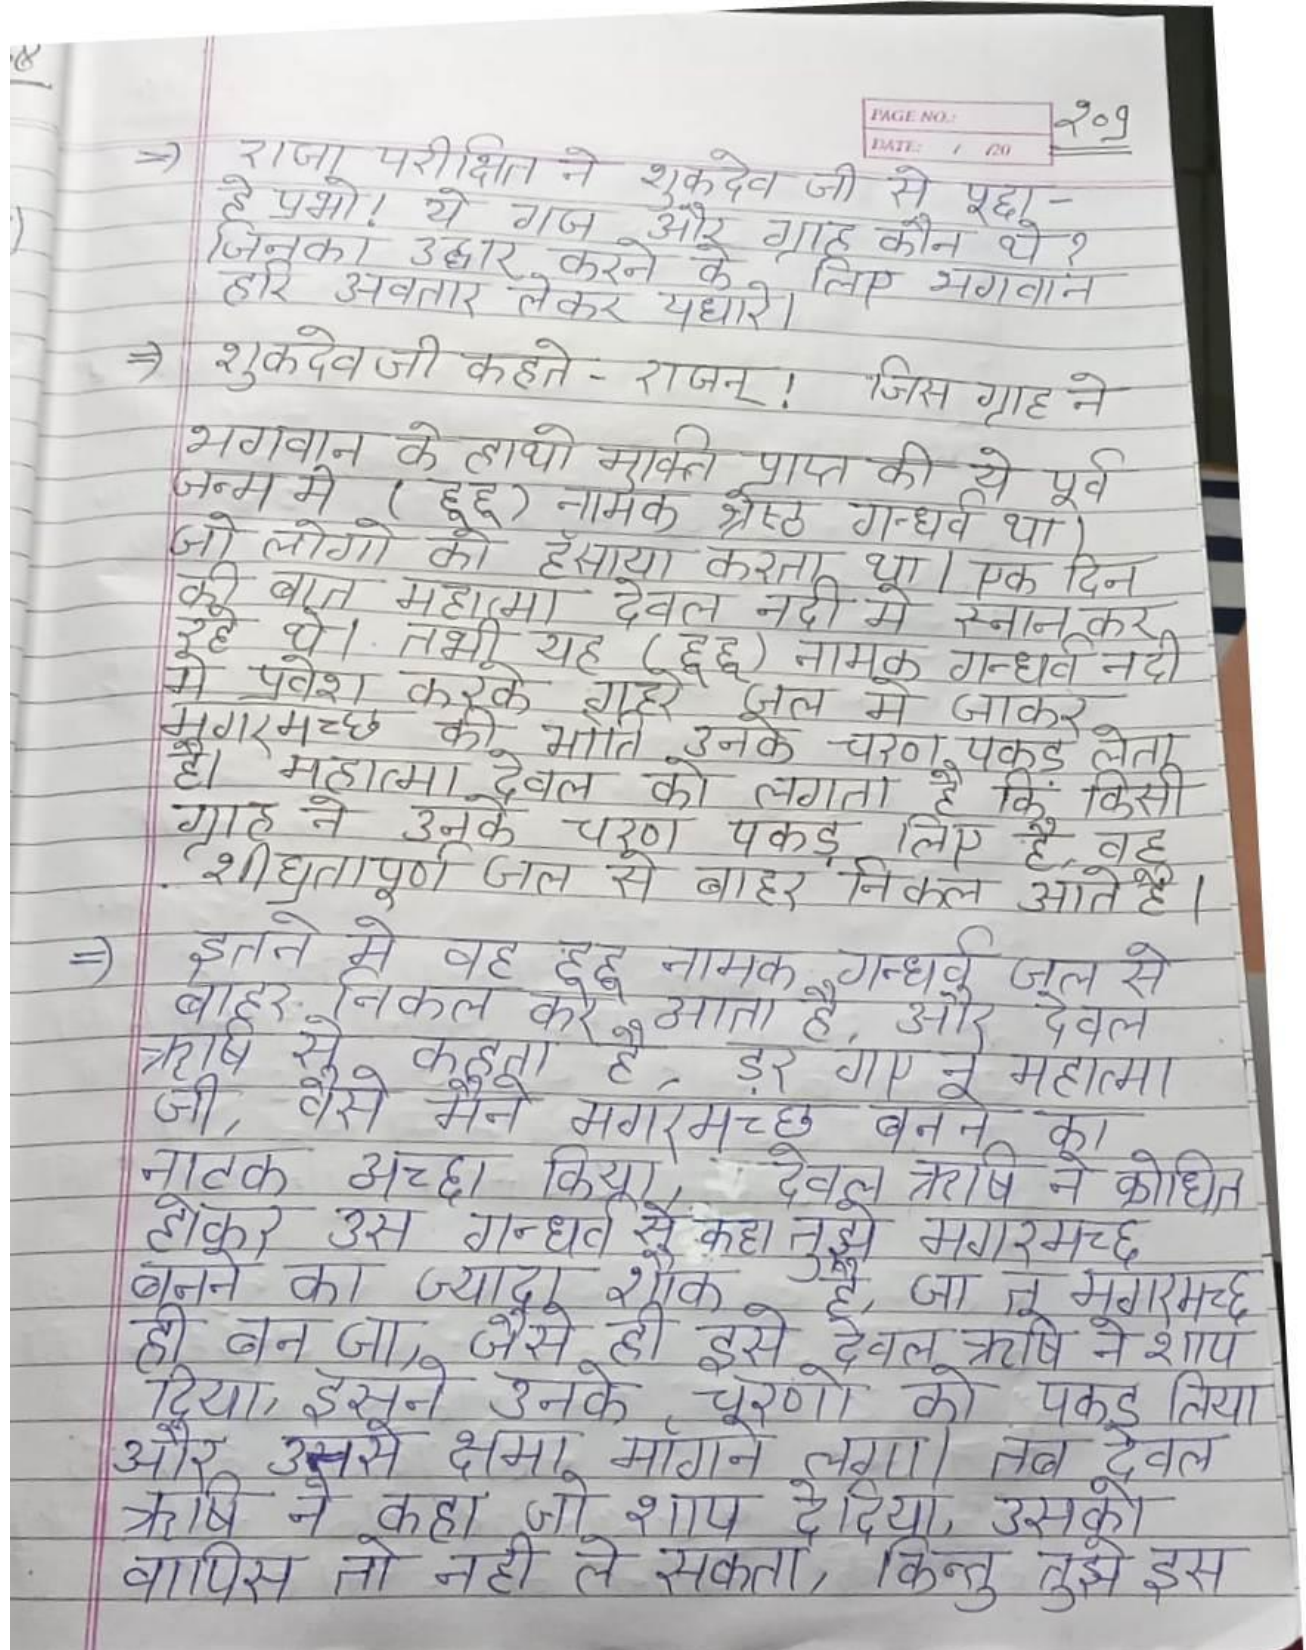 PAGE NO.:
DATE: / /20
२०१
=> राजा परीक्षित ने शुकदेव जी से पूछा -
हे प्रभो! ये गज और ग्राह कौन थे?
जिनका उद्धार करने के लिए भगवान
हरि अवतार लेकर पधारे।
=> शुकदेव जी कहते - राजन्! जिस ग्राह ने
भगवान के हाथो मुक्ति प्राप्त की ये पूर्व
जन्म मे (हूहू) नामक श्रेष्ठ गन्धर्व था।
जो लोगो को हँसाया करता था। एक दिन
की बात महात्मा देवल नदी मे स्नान कर
रहे थे। तभी यह (हूहू) नामक गन्धर्व नदी
मे प्रवेश करके गहरे जल मे जाकर
मगरमच्छ की भाति उनके चरण पकड़ लेता
है। महात्मा देवल को लगता है कि किसी
ग्राह ने उनके चरण पकड़ लिए है, वह
शीघ्रतापूर्ण जल से बाहर निकल आते है।
=> इतने मे वह हूहू नामक गन्धर्व जल से
बाहर निकल कर आता है, और देवल
ऋषि से कहता है, ड़र गए न महात्मा
जी, वैसे मैने मगरमच्छ बनने का
नाटक अच्छा किया, देवल ऋषि ने क्रोधित
होकर उस गन्धर्व से कहा तुझे मगरमच्छ
बनने का ज्यादा शौक है, जा तू मगरमच्छ
ही बन जा, जैसे ही इसे देवल ऋषि ने शाप
दिया, इसने उनके चरणो को पकड़ लिया
और उनसे क्षमा माँगने लगा। तब देवल
ऋषि ने कहा जो शाप दे दिया, उसको
वापिस तो नही ले सकता, किन्तु तुझे इस